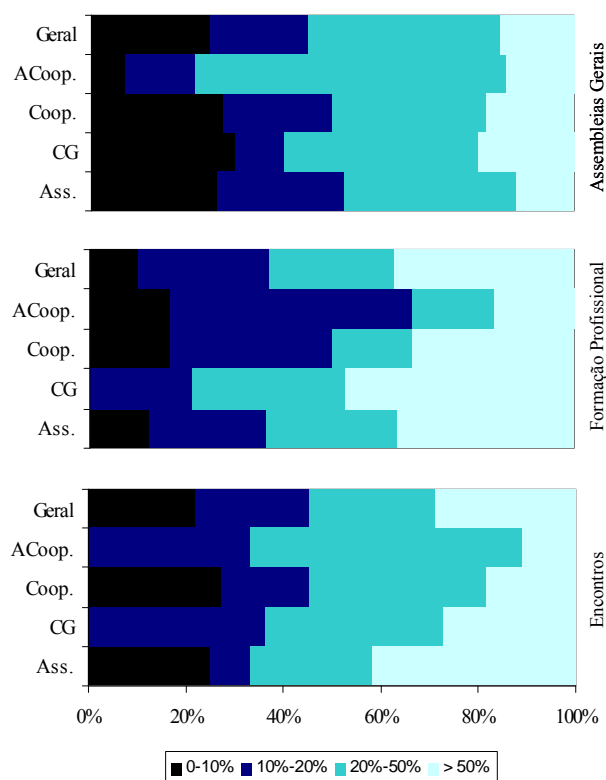 Geral
ACoop.
Coop.
CG
Ass.
Assembleias Gerais
Geral
ACoop.
Coop.
CG
Ass.
Formação Profissional
Geral
ACoop.
Coop.
CG
Ass.
Encontros
0% 20% 40% 60% 80% 100%
0-10% 10%-20% 20%-50% > 50%